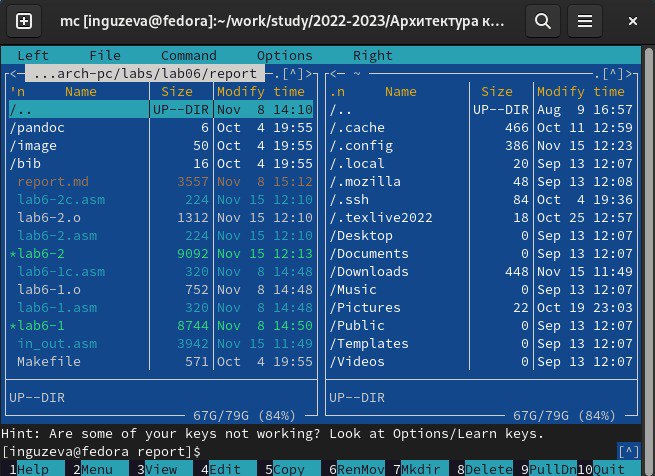 mc [inguzeva@fedora]:~/work/study/2022-2023/Архитектура к...
Left File Command Options Right
<- ...arch-pc/labs/lab06/report -.[^]>
'n Name Size Modify time
/.. UP--DIR Nov 8 14:10
/pandoc 6 Oct 4 19:55
/image 50 Oct 4 19:55
/bib 16 Oct 4 19:55
report.md 3557 Nov 8 15:12
lab6-2c.asm 224 Nov 15 12:10
lab6-2.o 1312 Nov 15 12:10
lab6-2.asm 224 Nov 15 12:10
*lab6-2 9092 Nov 15 12:13
lab6-1c.asm 320 Nov 8 14:48
lab6-1.o 752 Nov 8 14:48
lab6-1.asm 320 Nov 8 14:48
*lab6-1 8744 Nov 8 14:50
in_out.asm 3942 Nov 15 11:49
Makefile 571 Oct 4 19:55
UP--DIR
67G/79G (84%)
<- ~ .[^]>
.n Name Size Modify time
/.. UP--DIR Aug 9 16:57
/.cache 466 Oct 11 12:59
/.config 386 Nov 15 12:23
/.local 20 Sep 13 12:07
/.mozilla 48 Sep 13 12:08
/.ssh 84 Oct 4 19:36
/.texlive2022 18 Oct 25 12:57
/Desktop 0 Sep 13 12:07
/Documents 0 Sep 13 12:07
/Downloads 448 Nov 15 11:49
/Music 0 Sep 13 12:07
/Pictures 22 Oct 19 23:03
/Public 0 Sep 13 12:07
/Templates 0 Sep 13 12:07
/Videos 0 Sep 13 12:07
UP--DIR
67G/79G (84%)
Hint: Are some of your keys not working? Look at Options/Learn keys.
[inguzeva@fedora report]$ [^]
1Help 2Menu 3View 4Edit 5Copy 6RenMov 7Mkdir 8Delete 9PullDn 10Quit